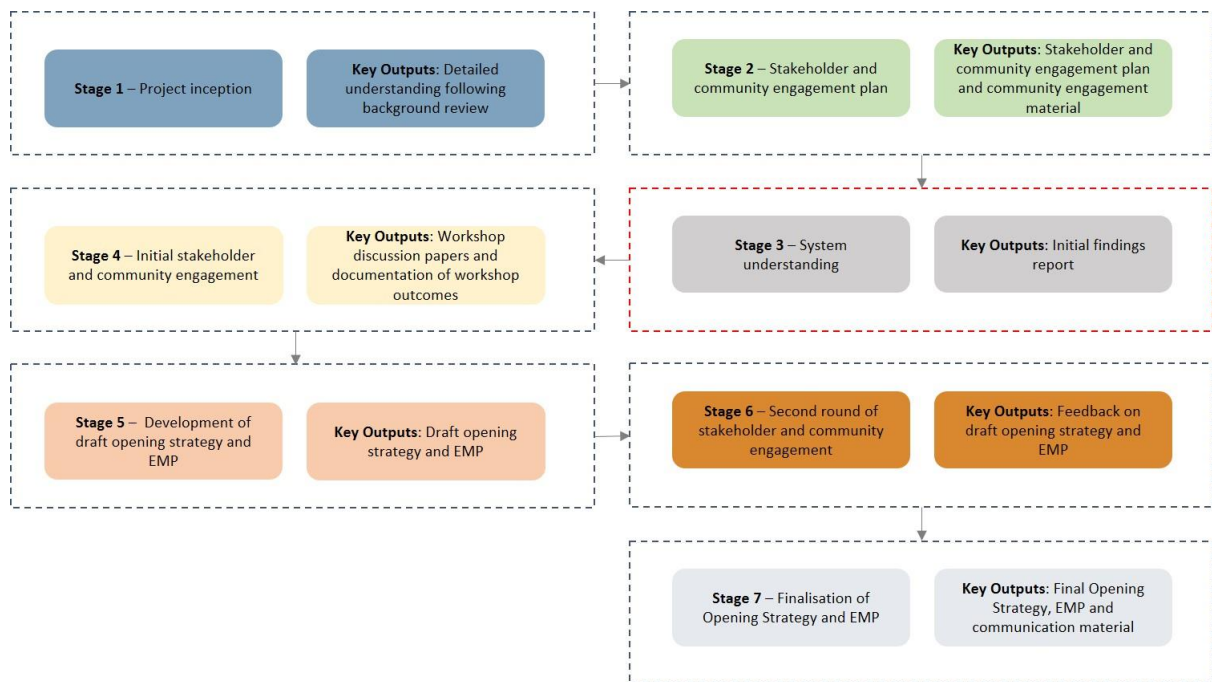 Stage 1 – Project inception
Key Outputs: Detailed
understanding following
background review
Stage 2 – Stakeholder and
community engagement plan
Key Outputs: Stakeholder and
community engagement plan
and community engagement
material
Stage 3 – System
understanding
Key Outputs: Initial findings
report
Stage 4 – Initial stakeholder
and community engagement
Key Outputs: Workshop
discussion papers and
documentation of workshop
outcomes
Stage 5 – Development of
draft opening strategy and
EMP
Key Outputs: Draft opening
strategy and EMP
Stage 6 – Second round of
stakeholder and community
engagement
Key Outputs: Feedback on
draft opening strategy and
EMP
Stage 7 – Finalisation of
Opening Strategy and EMP
Key Outputs: Final Opening
Strategy, EMP and
communication material